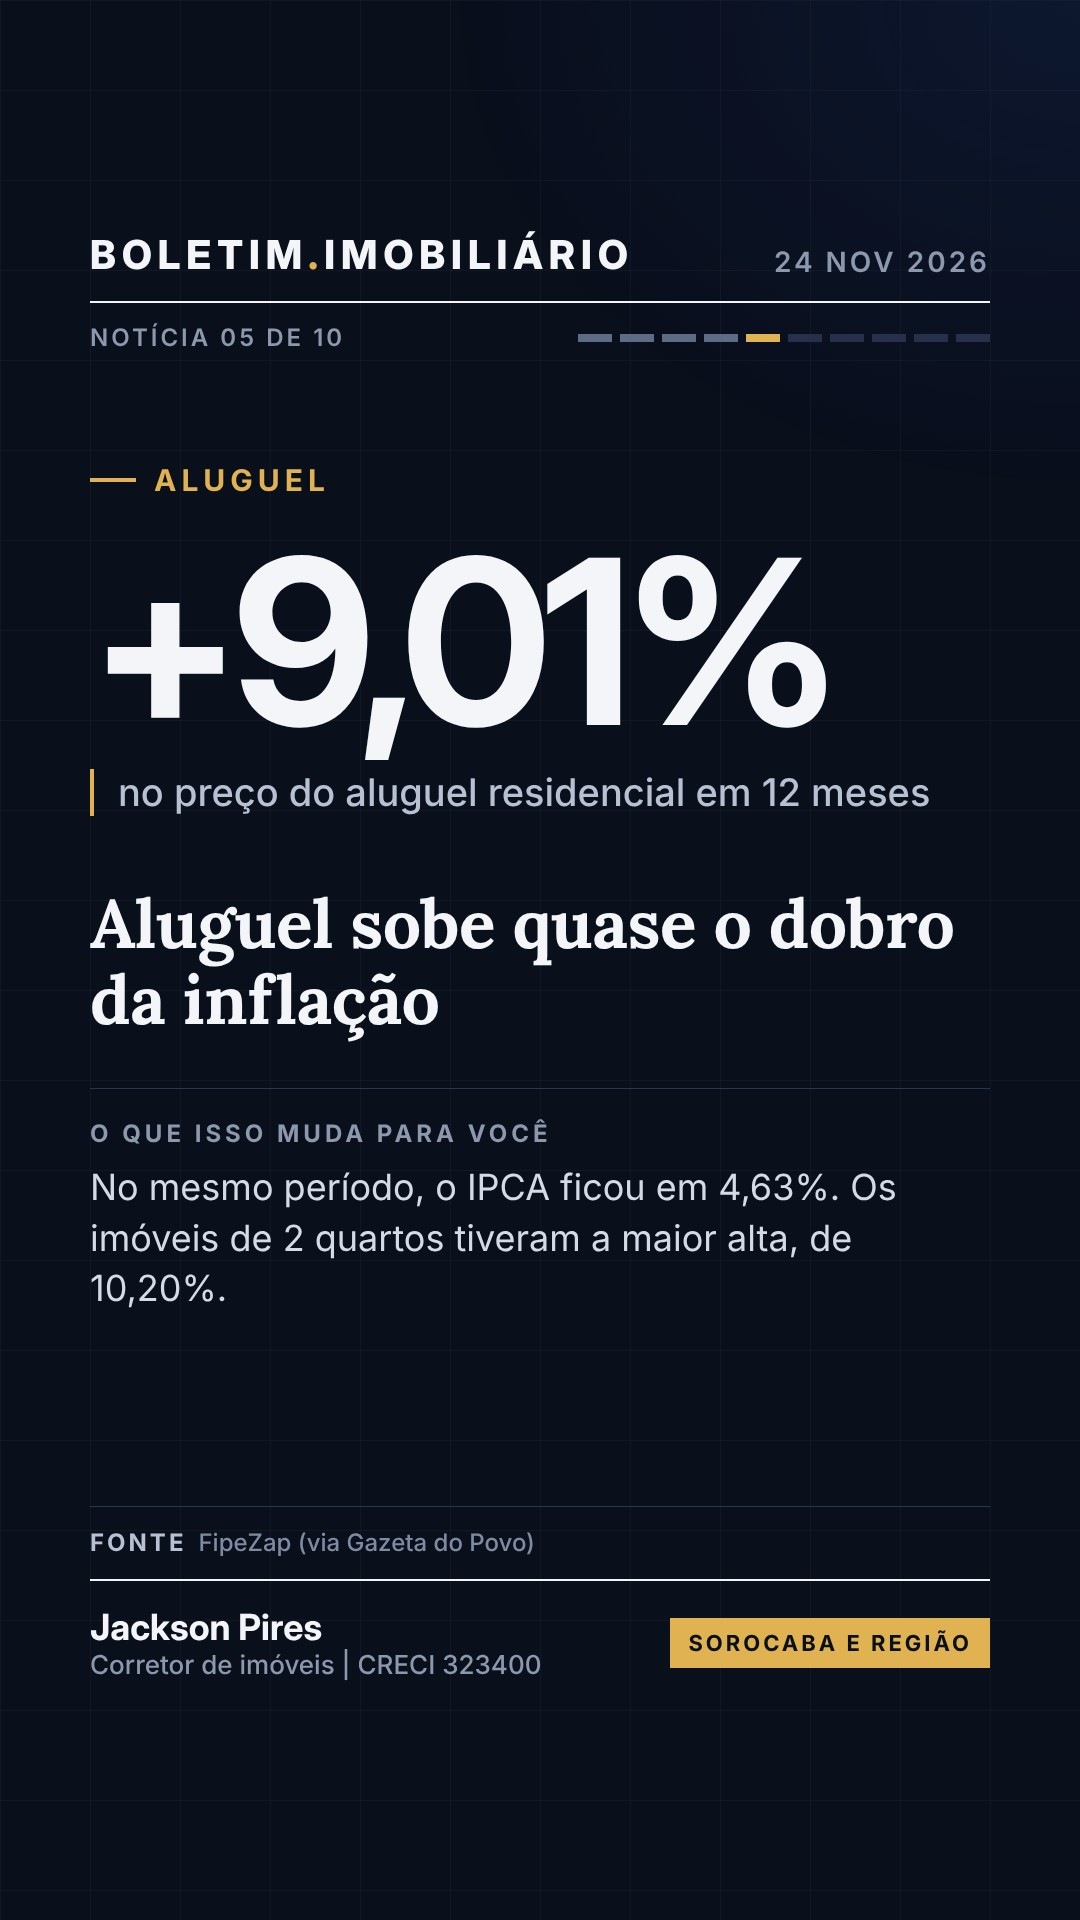 BOLETIM.IMOBILIÁRIO
24 NOV 2026
NOTÍCIA 05 DE 10
ALUGUEL
+9,01%
no preço do aluguel residencial em 12 meses
Aluguel sobe quase o dobro
da inflação
O QUE ISSO MUDA PARA VOCÊ
No mesmo período, o IPCA ficou em 4,63%. Os
imóveis de 2 quartos tiveram a maior alta, de
10,20%.
FONTE FipeZap (via Gazeta do Povo)
Jackson Pires
Corretor de imóveis | CRECI 323400
SOROCABA E REGIÃO